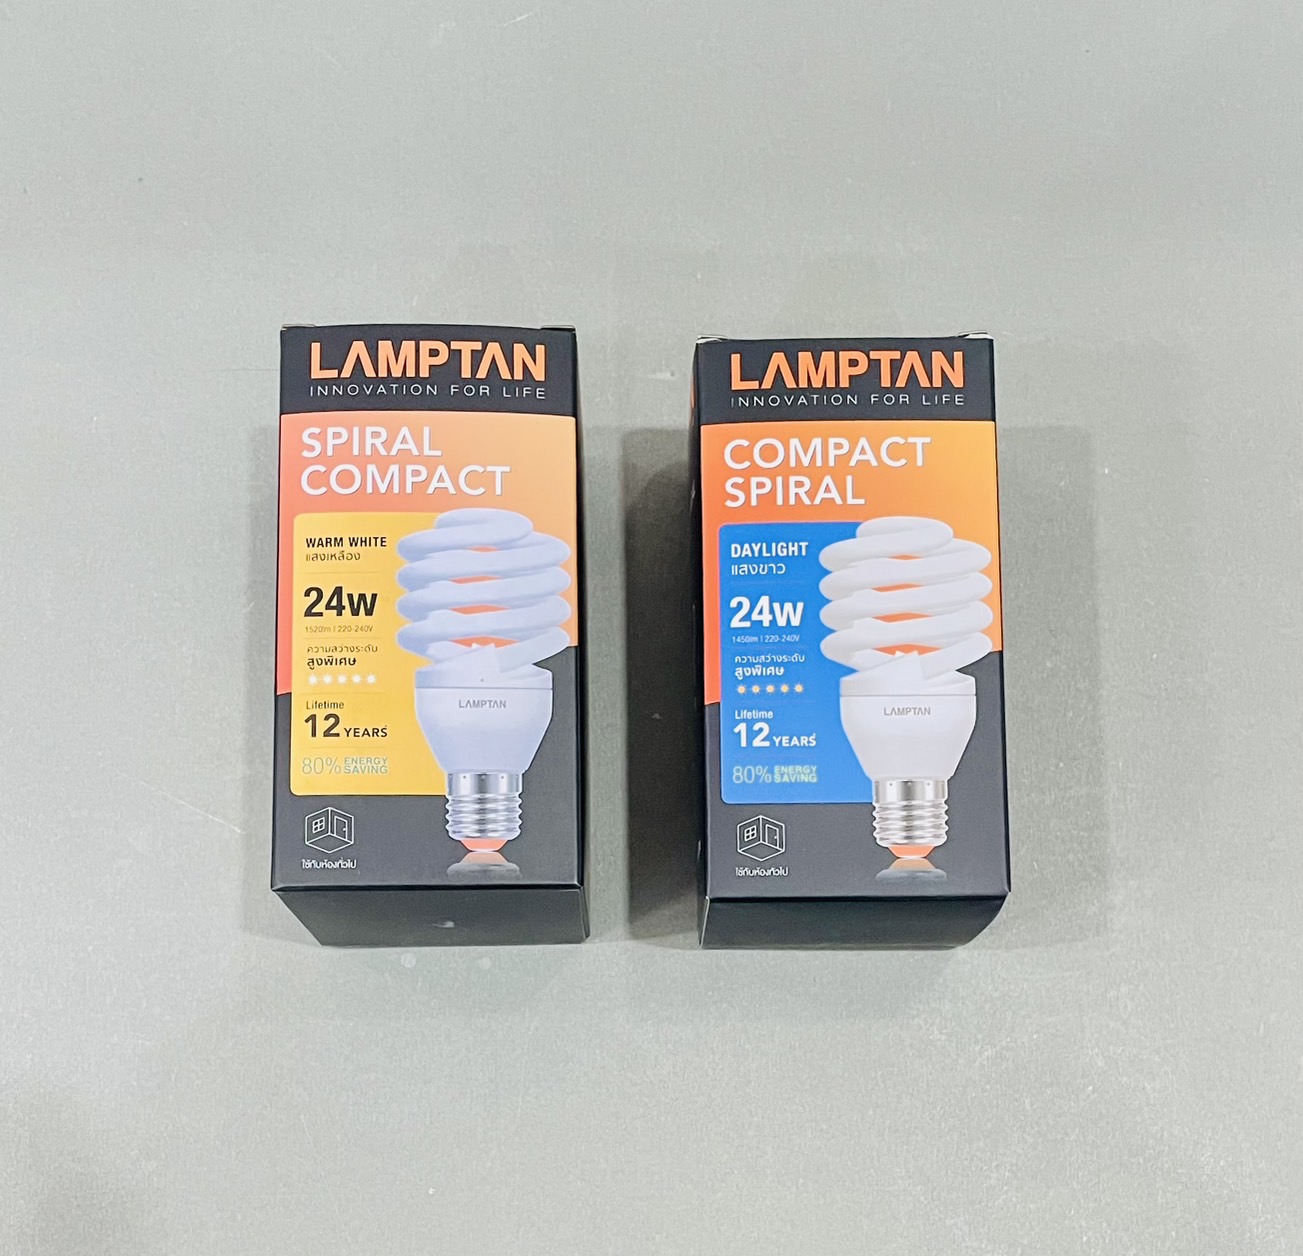 LAMPTAN
INNOVATION FOR LIFE
SPIRAL
COMPACT
WARM WHITE
แสงเหลือง
24w
1520lm | 220-240V
ความสว่างระดับ
สูงพิเศษ
Lifetime
12 YEARS
80% ENERGY
SAVING
LAMPTAN
ใช้กับห้องทั่วไป
LAMPTAN
INNOVATION FOR LIFE
COMPACT
SPIRAL
DAYLIGHT
แสงขาว
24w
1450lm | 220-240V
ความสว่างระดับ
สูงพิเศษ
Lifetime
12 YEARS
80% ENERGY
SAVING
LAMPTAN
ใช้กับห้องทั่วไป